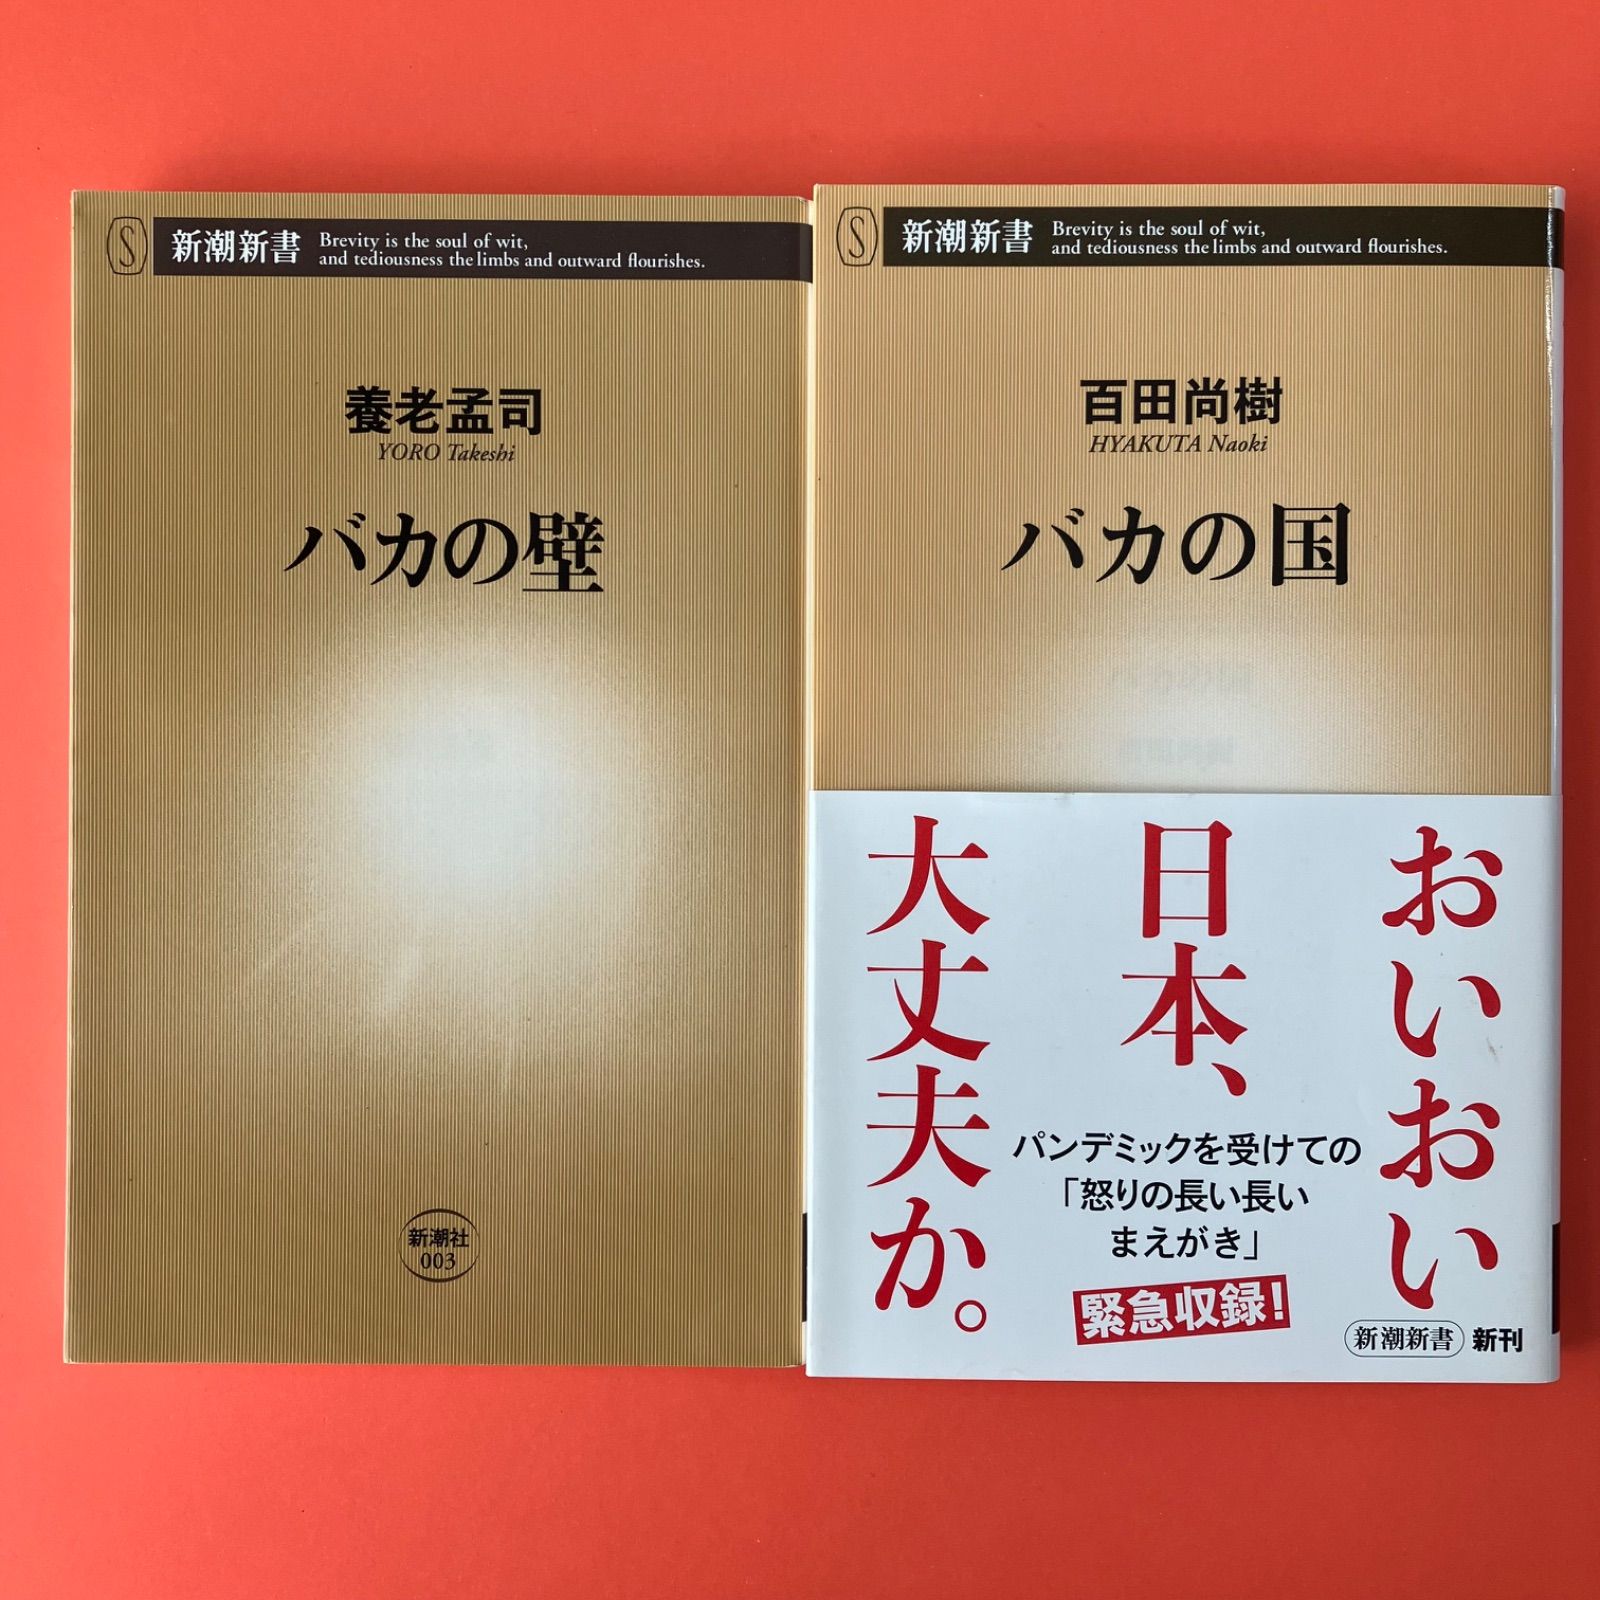 新潮新書
Brevity is the soul of wit,
and tediousness the limbs and outward flourishes.
養老孟司
YORO Takeshi
バカの壁
新潮社
003
新潮新書
Brevity is the soul of wit,
and tediousness the limbs and outward flourishes.
百田尚樹
HYAKUTA Naoki
バカの国
おいおい
日本、
大丈夫か。
パンデミックを受けての
「怒りの長い長い
まえがき」
緊急収録!
新潮新書 新刊